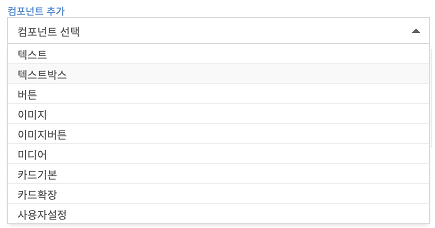 컴포넌트 추가
컴포넌트 선택
텍스트
텍스트박스
버튼
이미지
이미지버튼
미디어
카드기본
카드확장
사용자설정